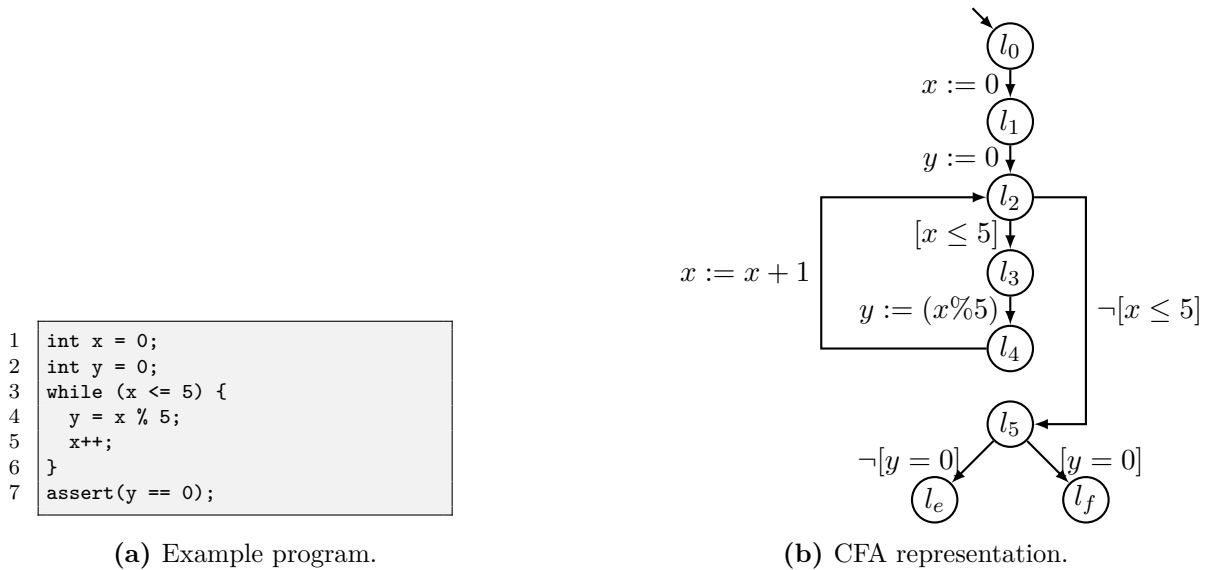 1 int x = 0;
2 int y = 0;
3 while (x <= 5) {
4   y = x % 5;
5   x++;
6 }
7 assert(y == 0);
(a) Example program.
l₀
x := 0
l₁
y := 0
l₂
[x ≤ 5]
l₃
x := x + 1
y := (x%5)
¬[x ≤ 5]
l₄
l₅
¬[y = 0]
[y = 0]
lₑ
l_f
(b) CFA representation.